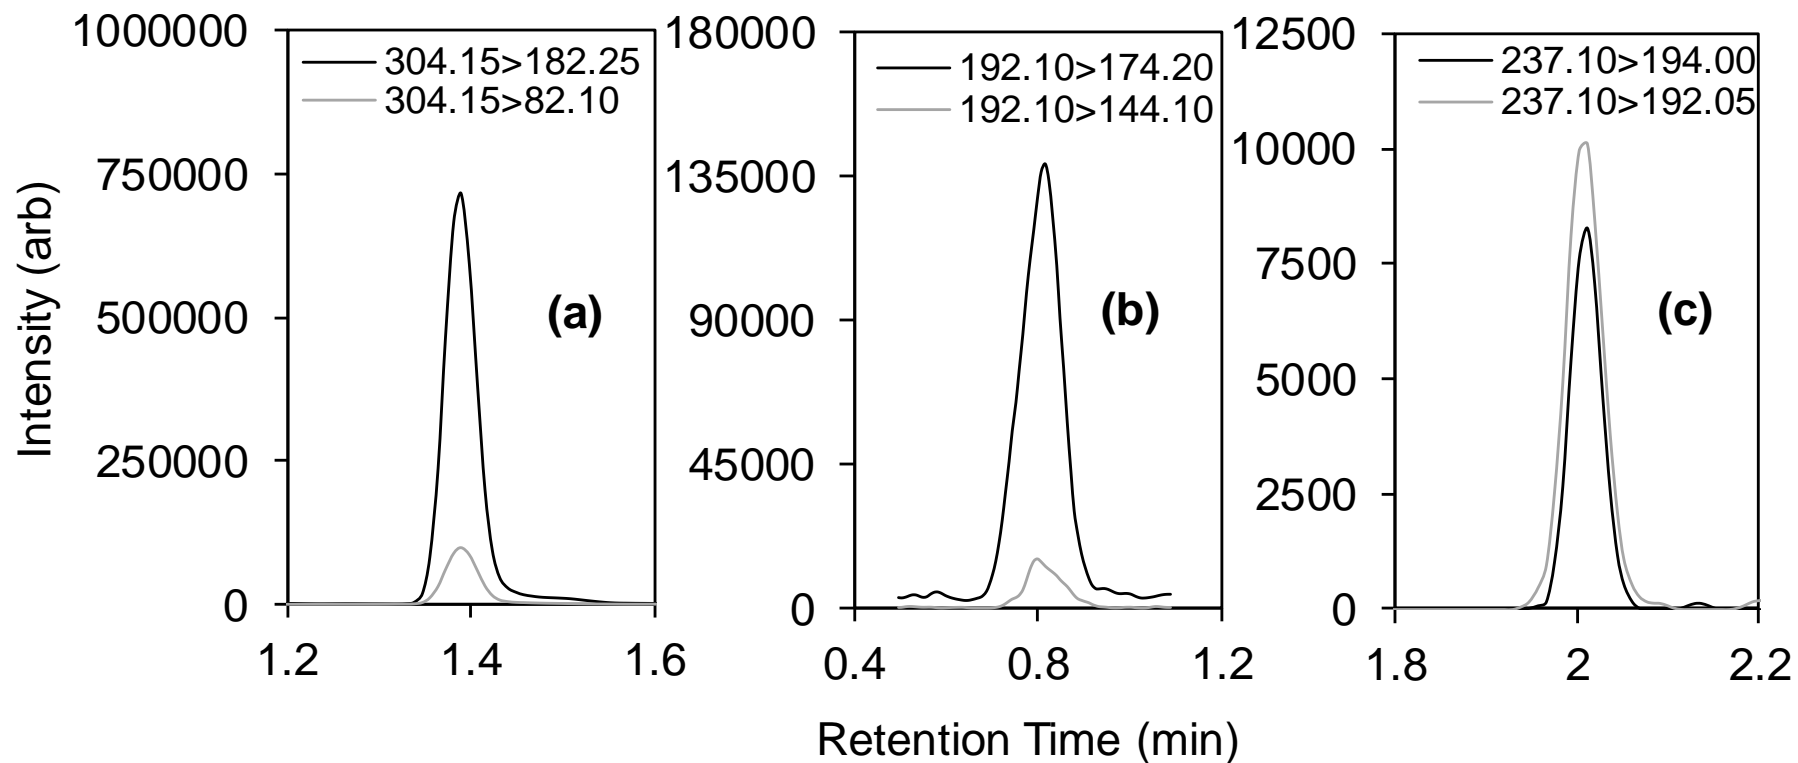 Intensity (arb)
1000000
750000
500000
250000
0
304.15>182.25
304.15>82.10
(a)
1.2 1.4 1.6
180000
135000
90000
45000
0
192.10>174.20
192.10>144.10
(b)
0.4 0.8 1.2
12500
10000
7500
5000
2500
0
237.10>194.00
237.10>192.05
(c)
1.8 2 2.2
Retention Time (min)